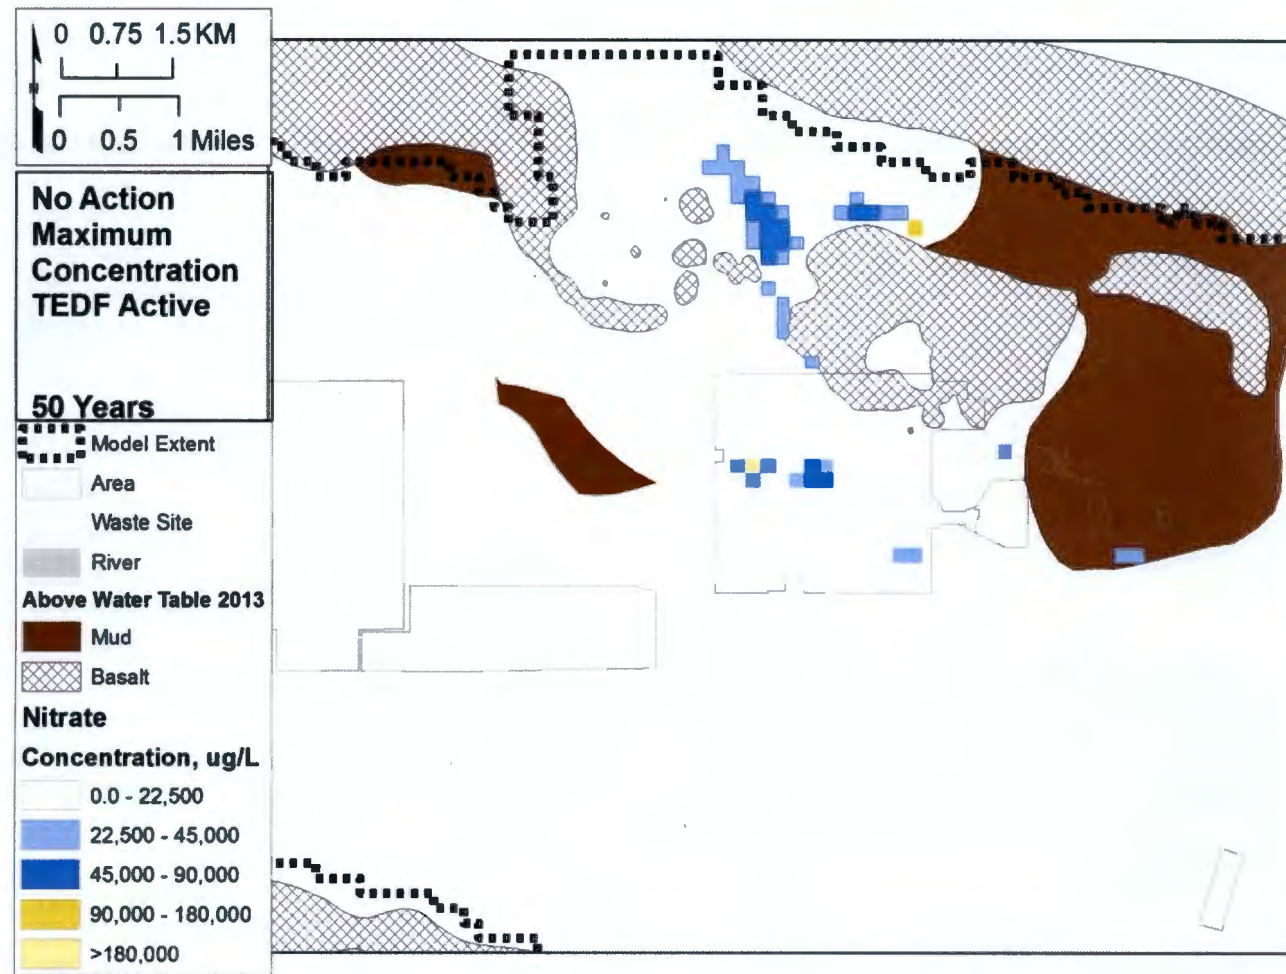 0 0.75 1.5 KM
0 0.5 1 Miles
No Action
Maximum
Concentration
TEDF Active
50 Years
Model Extent
Area
Waste Site
River
Above Water Table 2013
Mud
Basalt
Nitrate
Concentration, ug/L
0.0 - 22,500
22,500 - 45,000
45,000 - 90,000
90,000 - 180,000
>180,000